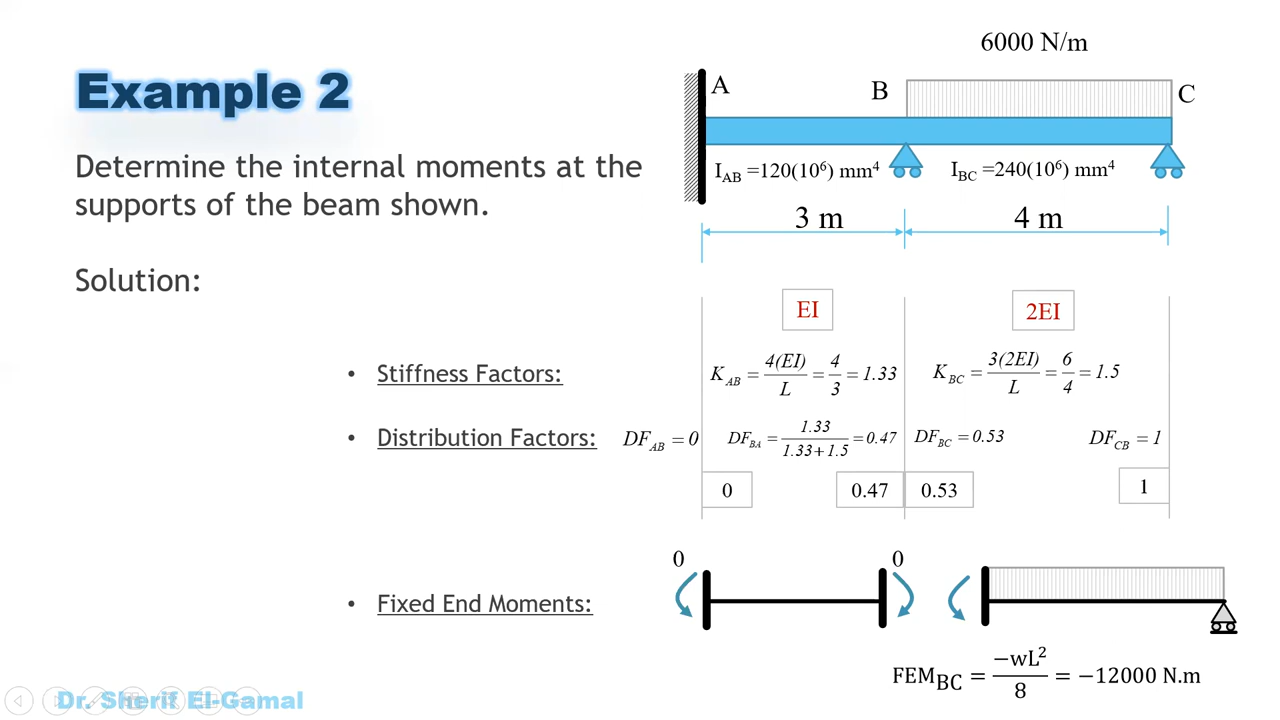 Example 2
Determine the internal moments at the
supports of the beam shown.
Solution:
6000 N/m
A
B
C
I_AB =120(10⁶) mm⁴
I_BC =240(10⁶) mm⁴
3 m
4 m
EI
2EI
• Stiffness Factors:
K_AB = 4(EI)/L = 4/3 = 1.33
K_BC = 3(2EI)/L = 6/4 = 1.5
• Distribution Factors:
DF_AB = 0
DF_BA = 1.33/1.33+1.5 = 0.47
DF_BC = 0.53
DF_CB = 1
0
0.47
0.53
1
0
0
• Fixed End Moments:
FEM_BC = −wL²/8 = −12000 N.m
Dr. Sherif El-Gamal